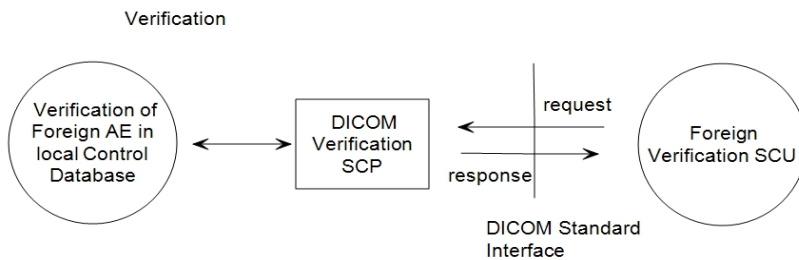 Verification
Verification of
Foreign AE in
local Control
Database
DICOM
Verification
SCP
request
response
Foreign
Verification SCU
DICOM Standard
Interface